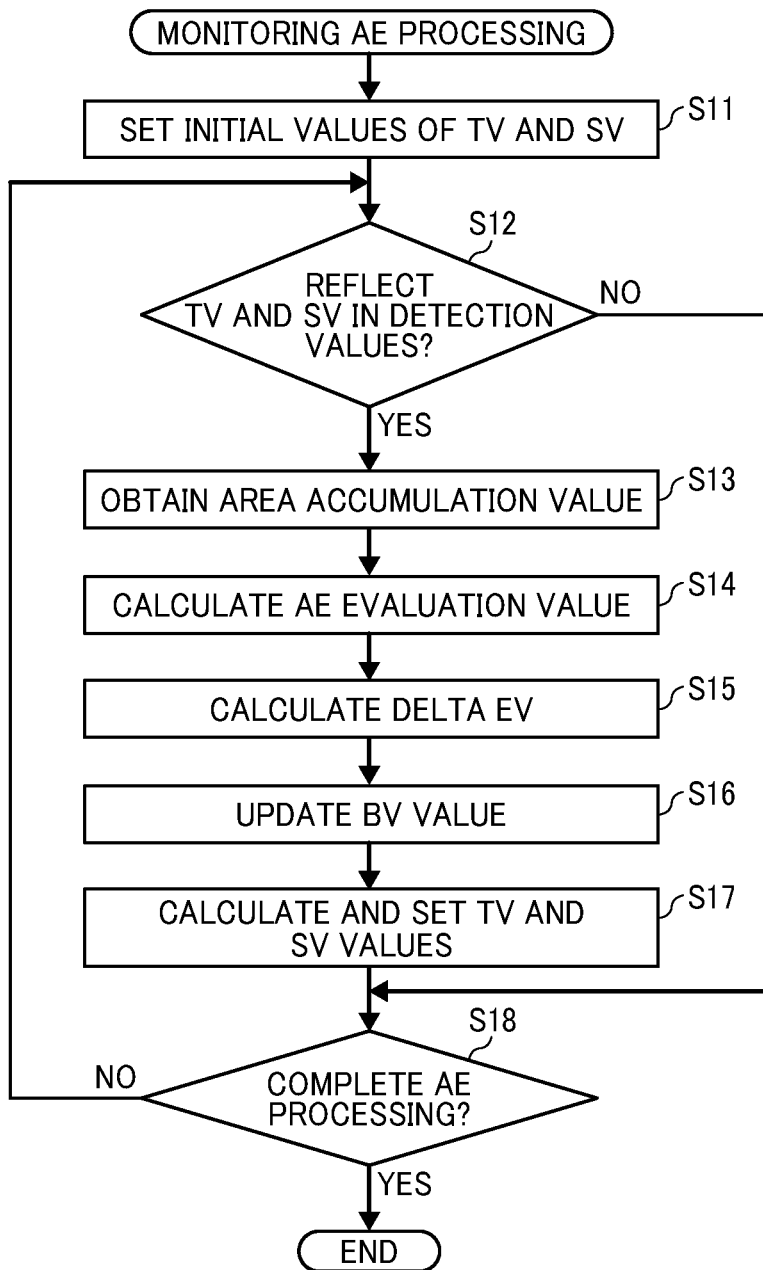 MONITORING AE PROCESSING
S11
SET INITIAL VALUES OF TV AND SV
S12
REFLECT
TV AND SV IN DETECTION
VALUES?
NO
YES
S13
OBTAIN AREA ACCUMULATION VALUE
S14
CALCULATE AE EVALUATION VALUE
S15
CALCULATE DELTA EV
S16
UPDATE BV VALUE
S17
CALCULATE AND SET TV AND
SV VALUES
S18
NO
COMPLETE AE
PROCESSING?
YES
END